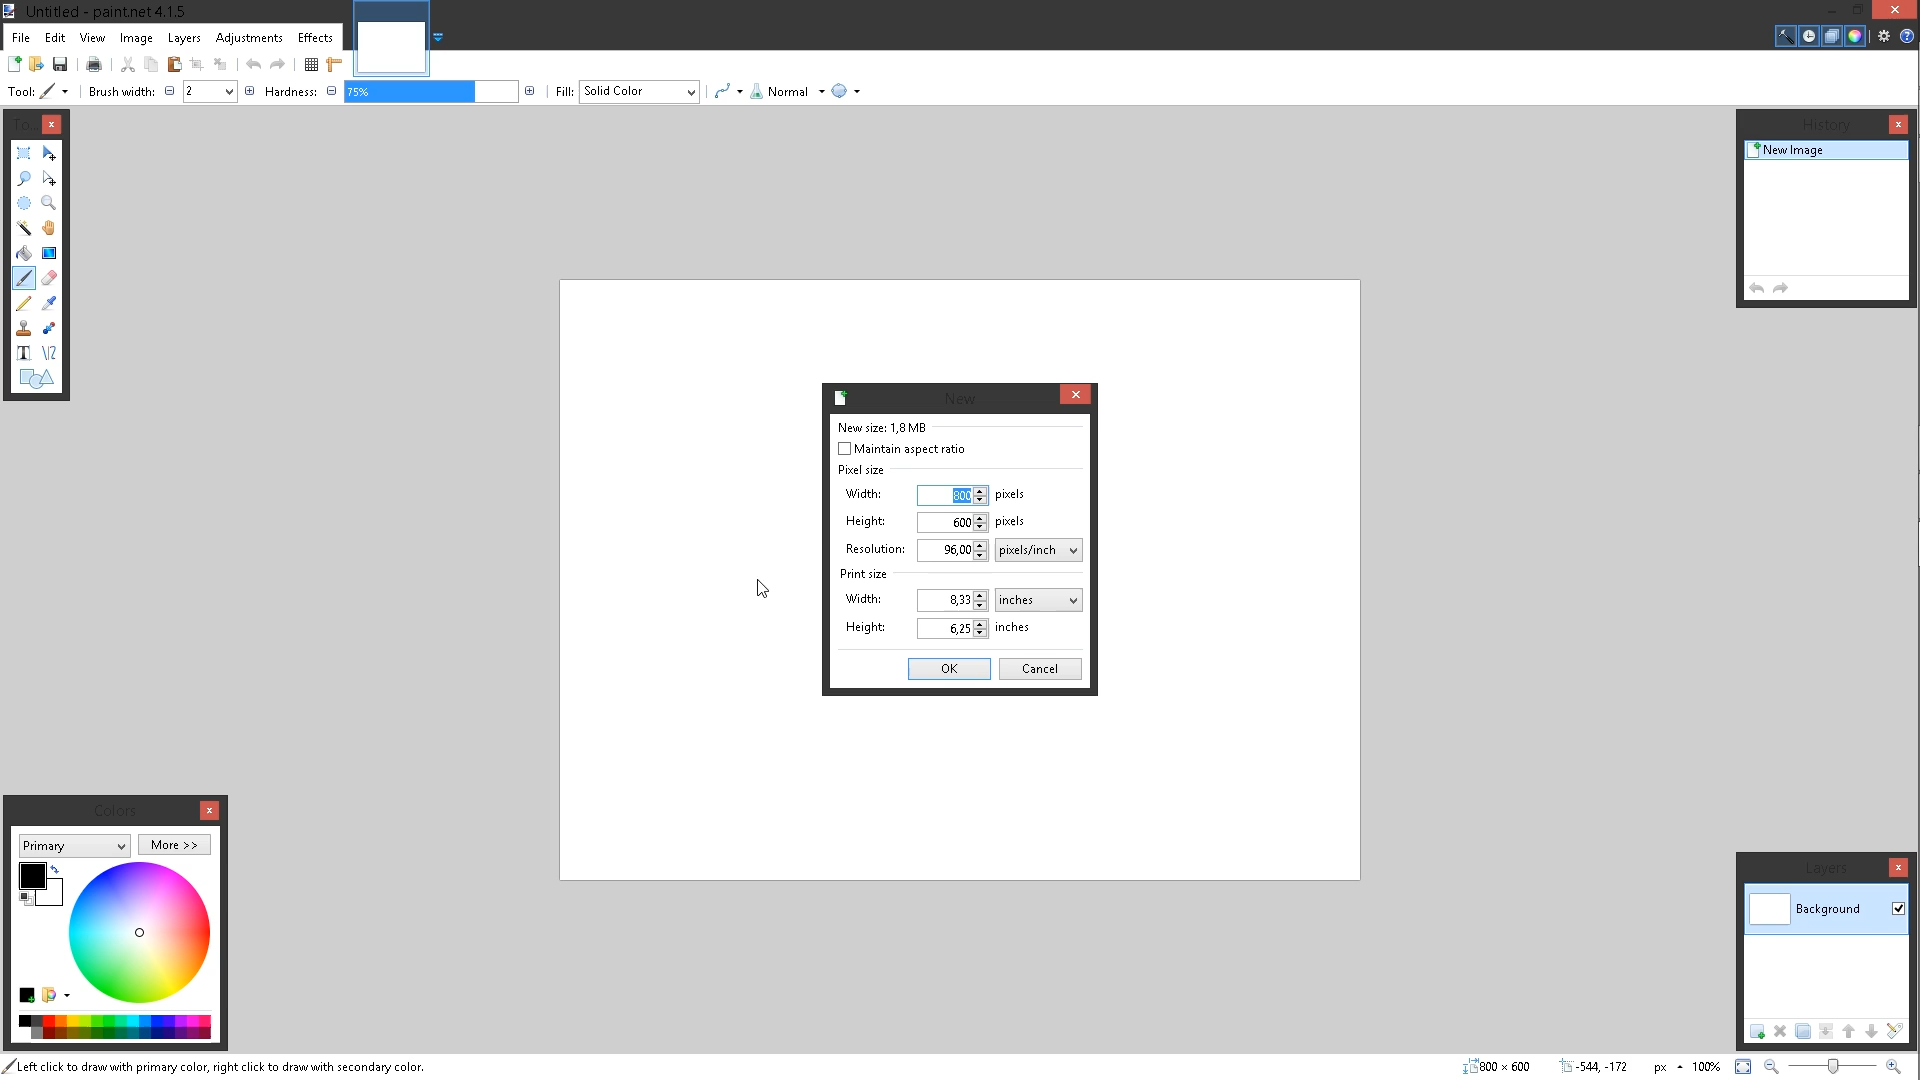 Untitled - paint.net 4.1.5
File Edit View Image Layers Adjustments Effects
Tool: Brush width: 2 Hardness: 75% Fill: Solid Color Normal
To...
History
New Image
New
New size: 1,8 MB
Maintain aspect ratio
Pixel size
Width: 800 pixels
Height: 600 pixels
Resolution: 96,00 pixels/inch
Print size
Width: 8,33 inches
Height: 6,25 inches
OK Cancel
Colors
Primary More >>
Layers
Background
Left click to draw with primary color, right click to draw with secondary color. 800 × 600 -544, -172 px 100%